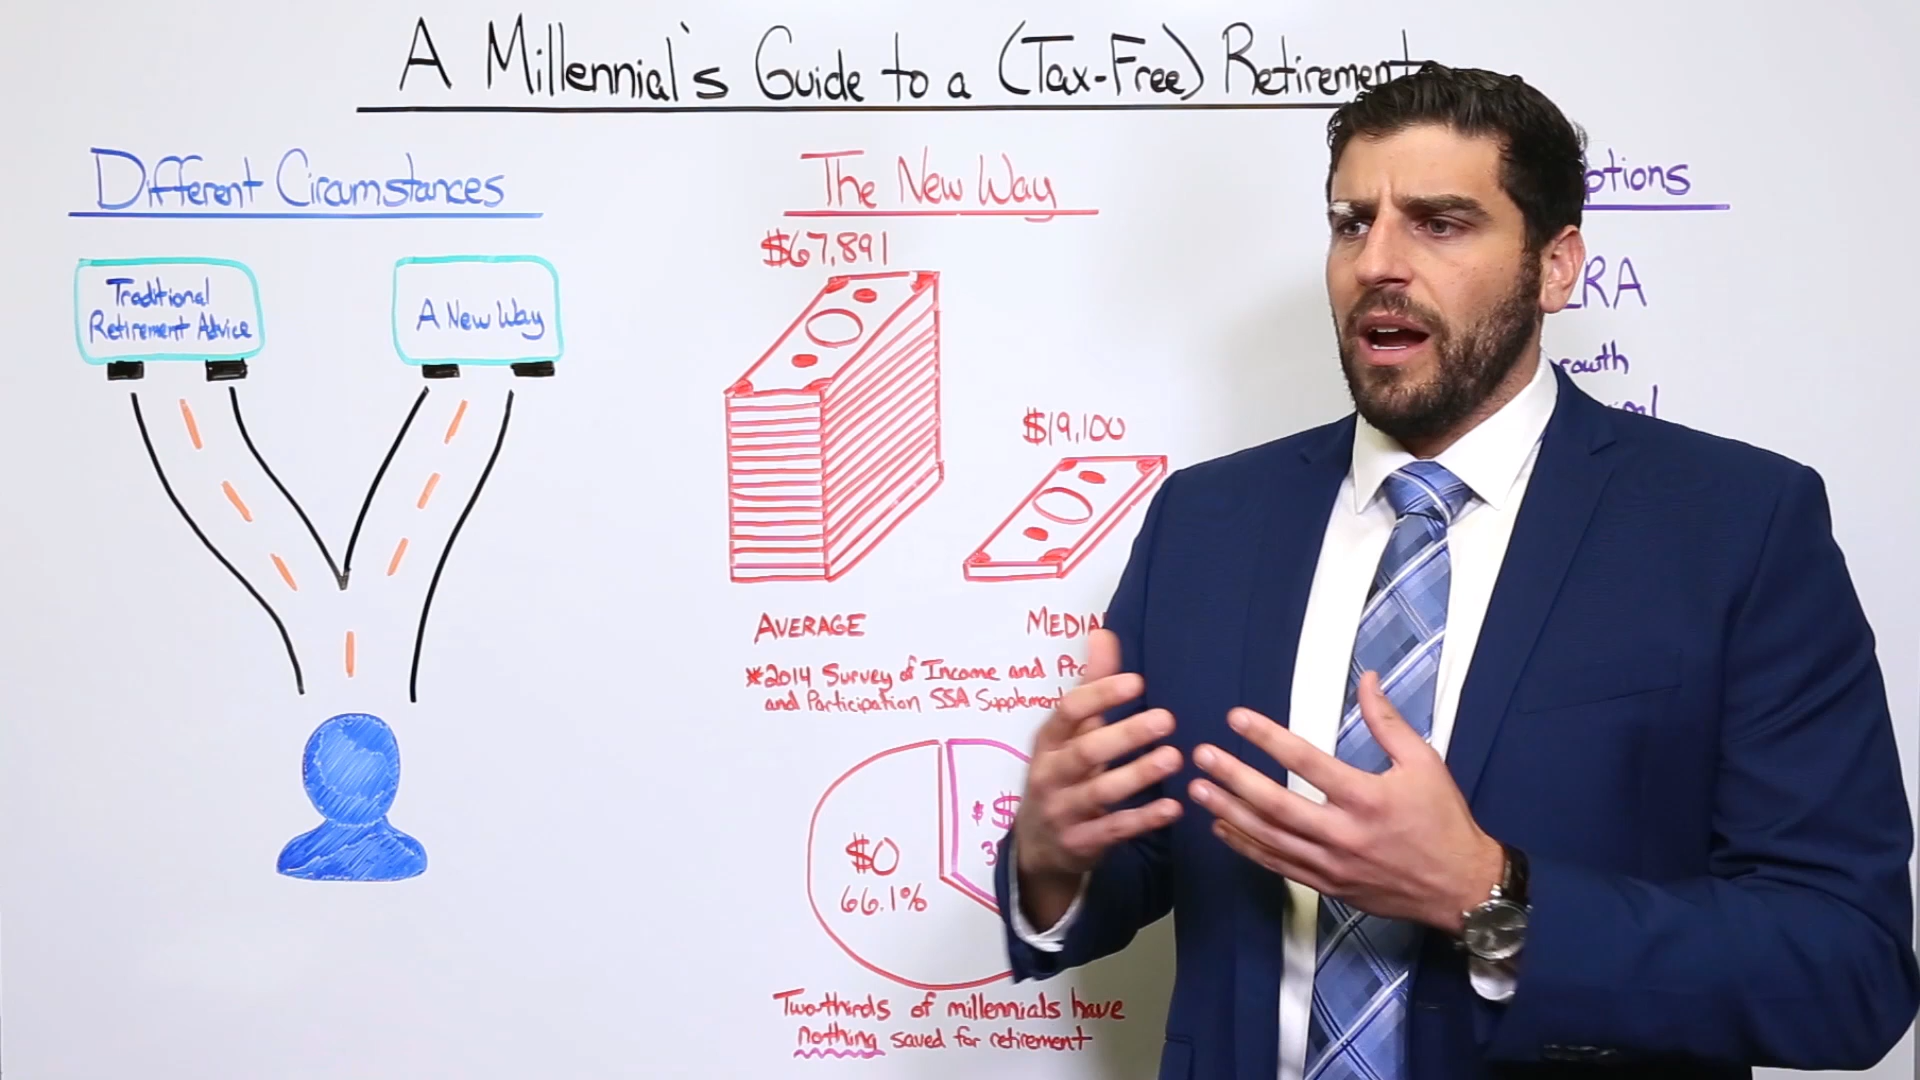 A Millennial's Guide to a (Tax-Free) Retirement
Different Circumstances
Traditional
Retirement Advice
A New Way
The New Way
$67,891
$19,100
AVERAGE
*2014 Survey of Income and
and Participation SSA Supplement
$0
66.1%
$
Two-thirds of millennials have
nothing saved for retirement